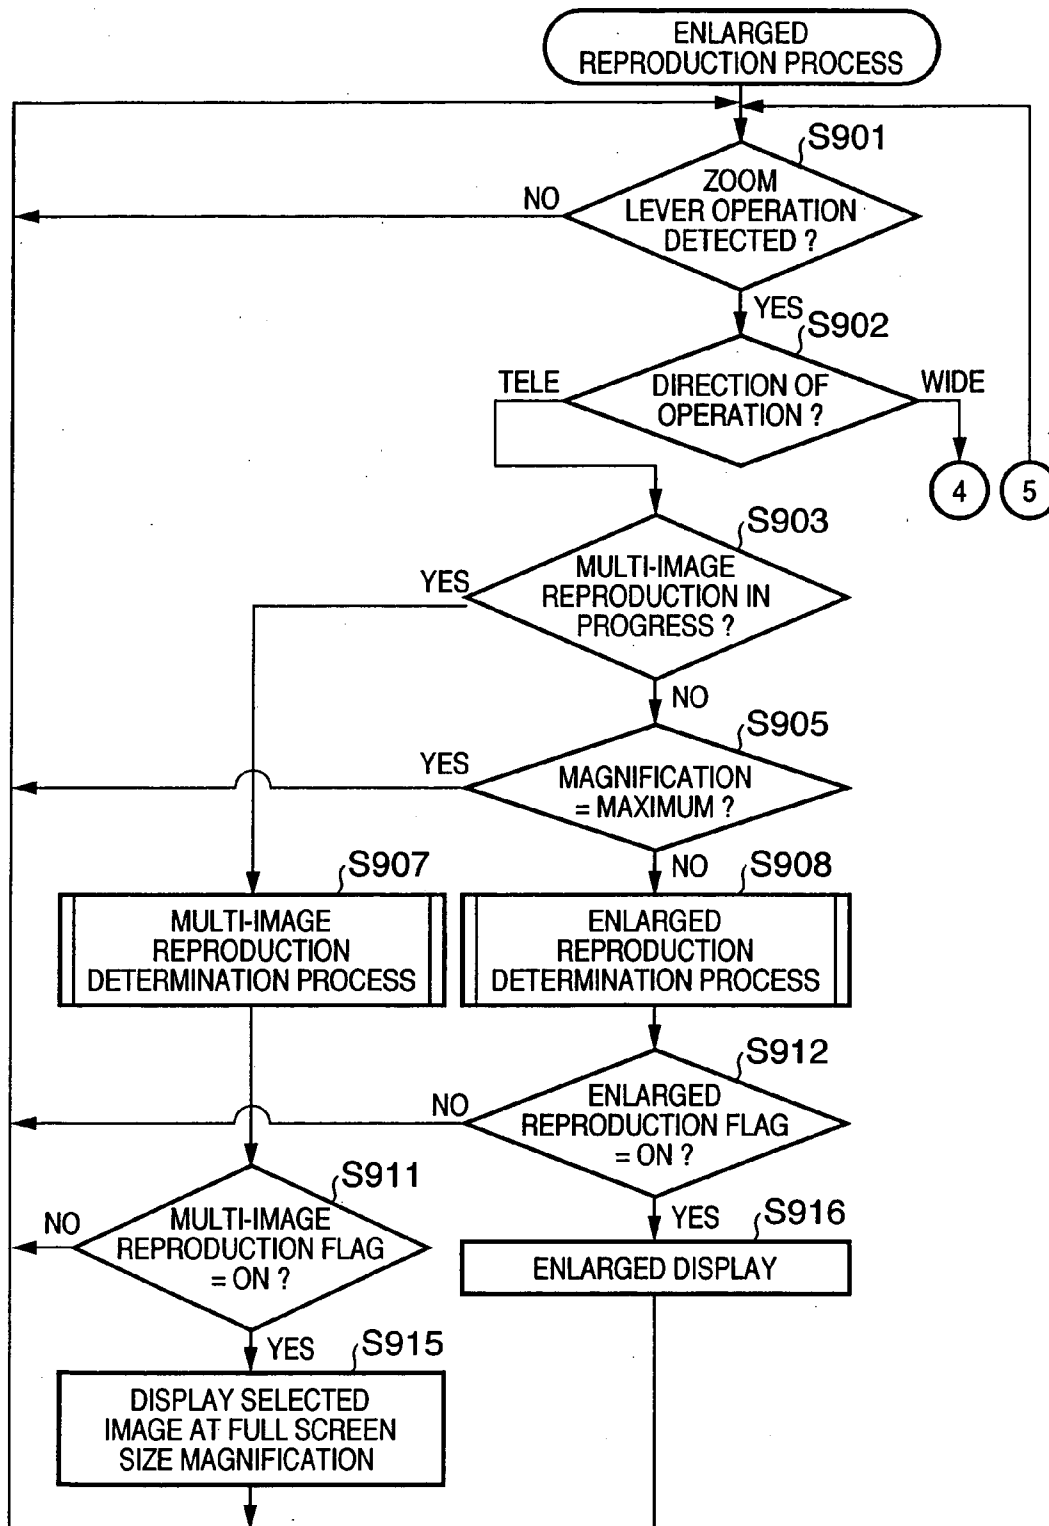 ENLARGED
REPRODUCTION PROCESS
S901
ZOOM
LEVER OPERATION
DETECTED ?
NO
YES
S902
DIRECTION OF
OPERATION ?
TELE
WIDE
4
5
S903
MULTI-IMAGE
REPRODUCTION IN
PROGRESS ?
YES
NO
S905
MAGNIFICATION
= MAXIMUM ?
YES
NO
S907
MULTI-IMAGE
REPRODUCTION
DETERMINATION PROCESS
S908
ENLARGED
REPRODUCTION
DETERMINATION PROCESS
S912
ENLARGED
REPRODUCTION FLAG
= ON ?
NO
YES
S911
MULTI-IMAGE
REPRODUCTION FLAG
= ON ?
NO
YES
S916
ENLARGED DISPLAY
S915
DISPLAY SELECTED
IMAGE AT FULL SCREEN
SIZE MAGNIFICATION